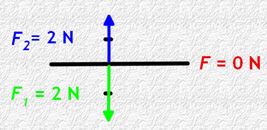 F₂= 2 N
F = 0 N
F₁= 2 N